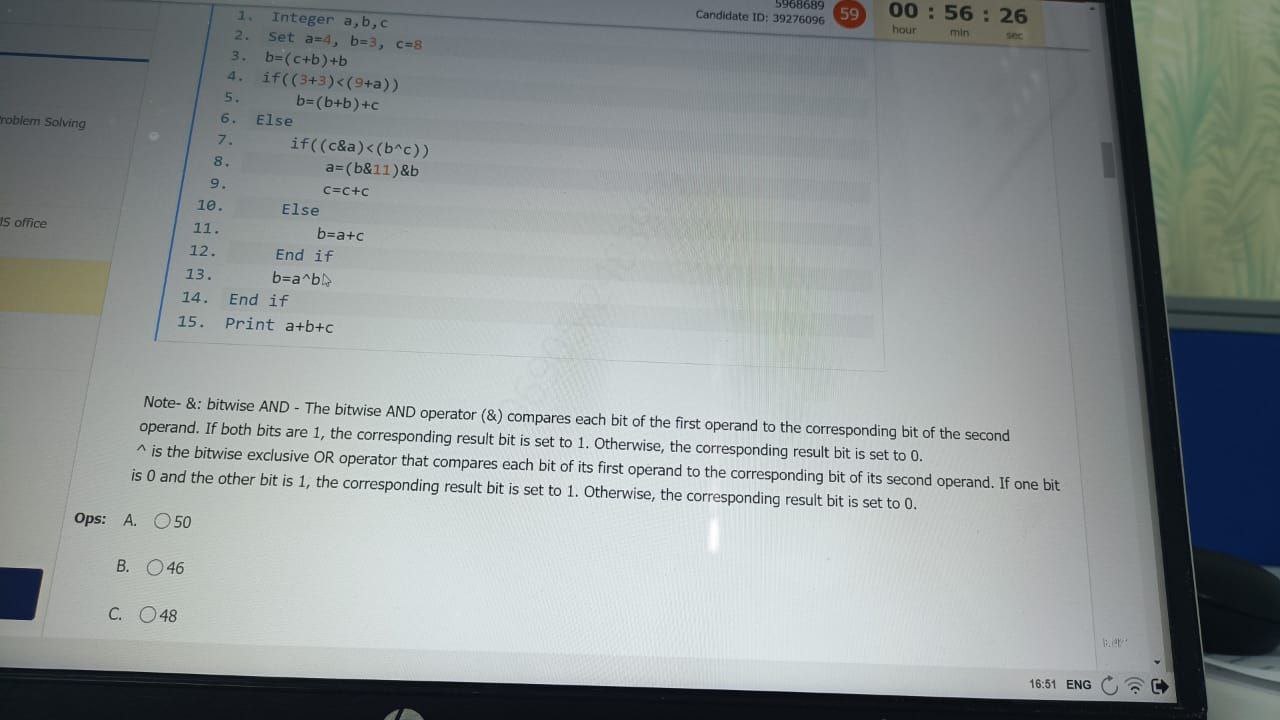 5968689
Candidate ID: 39276096
59
00 : 56 : 26
hour min sec
Problem Solving
MS office
1. Integer a,b,c
2. Set a=4, b=3, c=8
3. b=(c+b)+b
4. if((3+3)<(9+a))
5. b=(b+b)+c
6. Else
7. if((c&a)<(b^c))
8. a=(b&11)&b
9. c=c+c
10. Else
11. b=a+c
12. End if
13. b=a^b
14. End if
15. Print a+b+c
Note- &: bitwise AND - The bitwise AND operator (&) compares each bit of the first operand to the corresponding bit of the second
operand. If both bits are 1, the corresponding result bit is set to 1. Otherwise, the corresponding result bit is set to 0.
^ is the bitwise exclusive OR operator that compares each bit of its first operand to the corresponding bit of its second operand. If one bit
is 0 and the other bit is 1, the corresponding result bit is set to 1. Otherwise, the corresponding result bit is set to 0.
Ops: A. 50
B. 46
C. 48
16:51 ENG